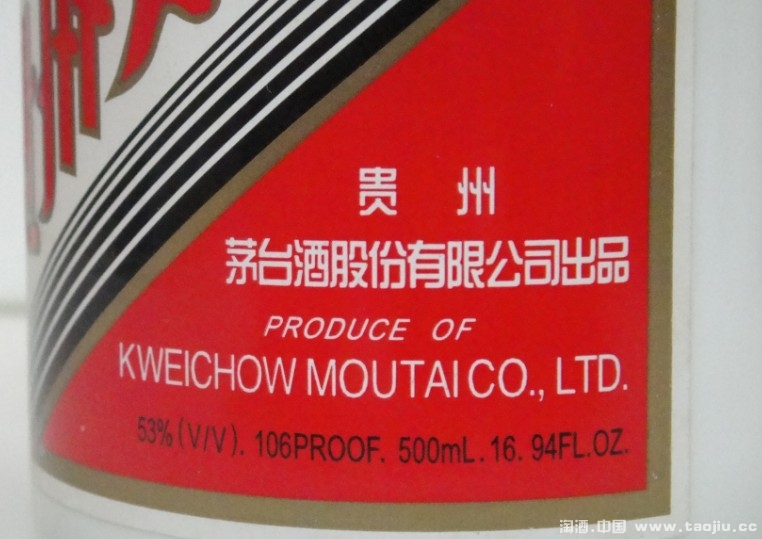 贵 州
茅台酒股份有限公司出品
PRODUCE OF
KWEICHOW MOUTAI CO., LTD.
53% (V/V). 106PROOF. 500mL. 16. 94FL.OZ.
淘酒.中国 www.taojiu.cc